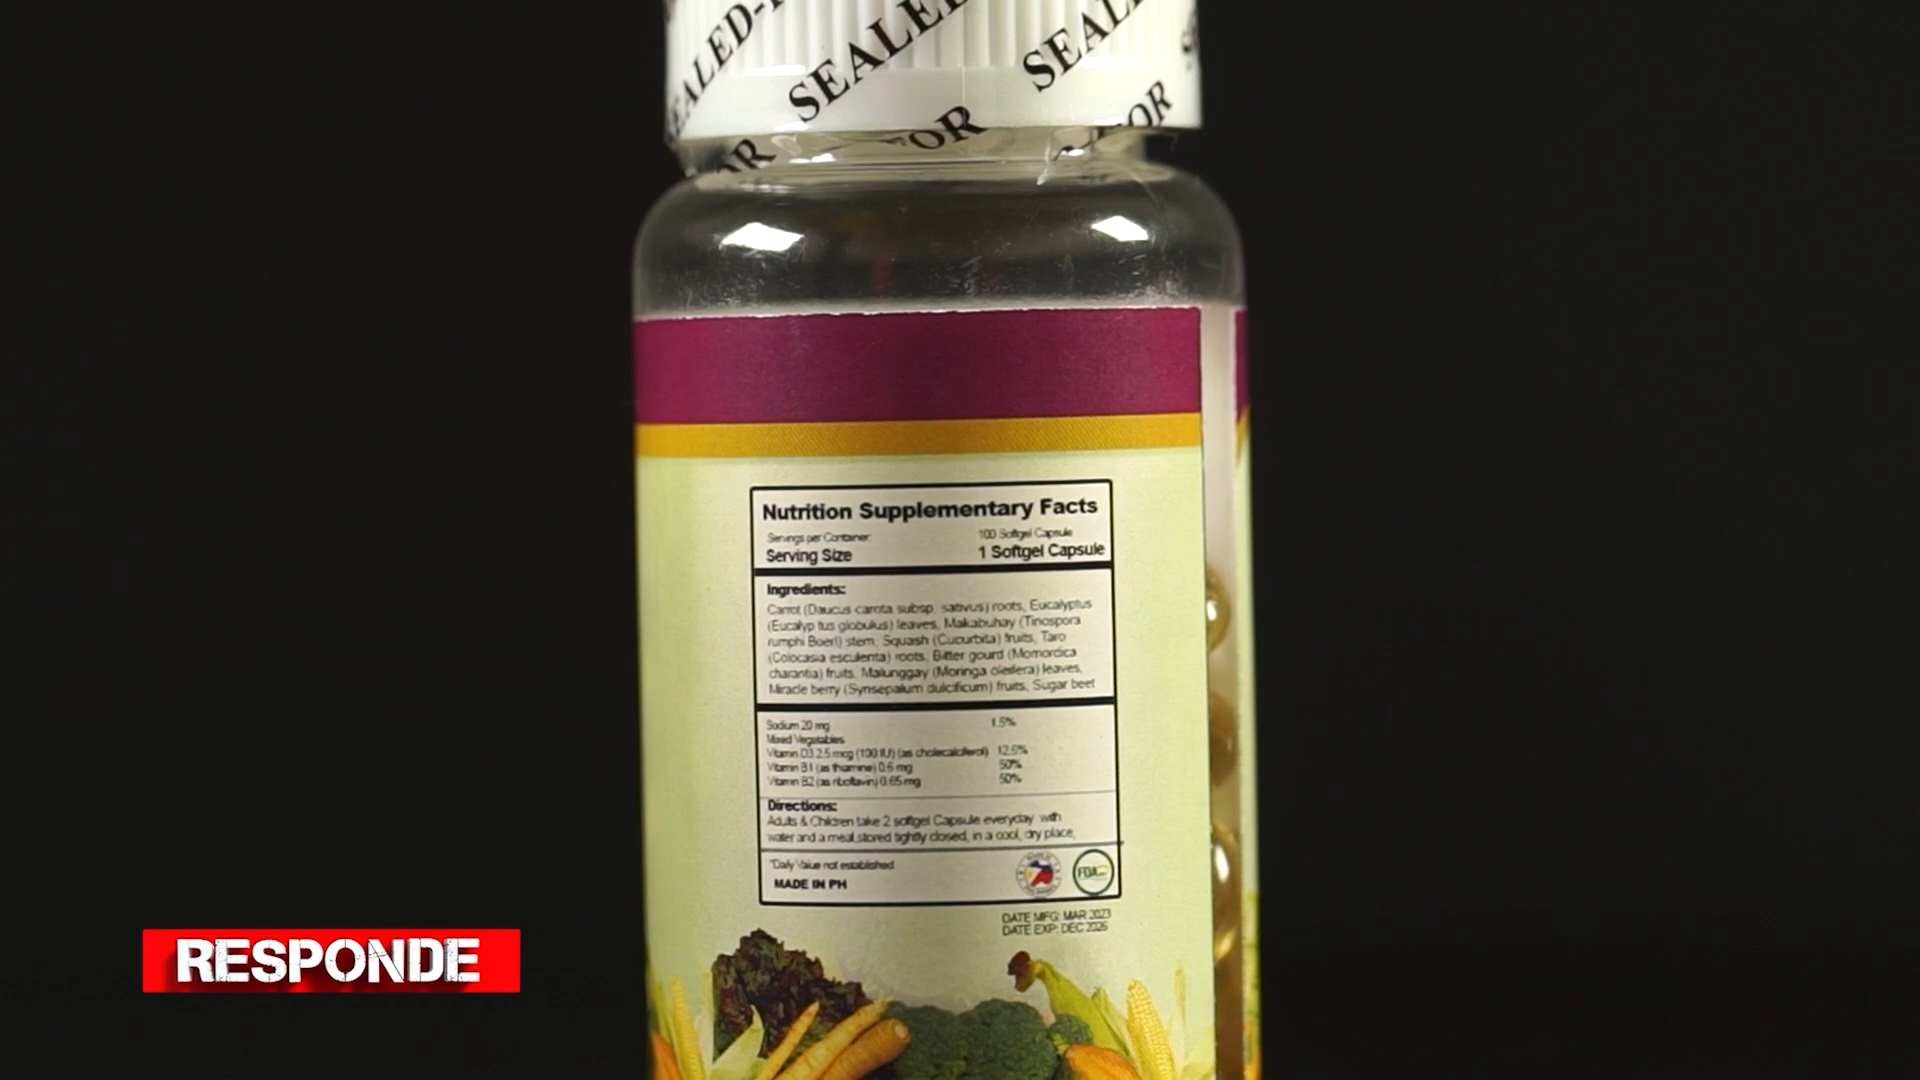 SEALED-
SEALED
SEAL
OR
FOR
FOR
Nutrition Supplementary Facts
Servings per Container: 100 Softgel Capsule
Serving Size 1 Softgel Capsule
Ingredients:
Carrot (Daucus carota subsp. sativus) roots, Eucalyptus
(Eucalyp tus globulus) leaves, Makabuhay (Tinospora
rumphi Boerl) stem, Squash (Cucurbita) fruits, Taro
(Colocasia esculenta) roots, Bitter gourd (Momordica
charantia) fruits, Malunggay (Moringa oleifera) leaves,
Miracle berry (Synsepalum dulcificum) fruits, Sugar beet
Sodium 20 mg 1.5%
Mixed Vegetables
Vitamin D3 2.5 mcg (100 IU) (as cholecalciferol) 12.5%
Vitamin B1 (as thiamine) 0.6 mg 50%
Vitamin B2 (as riboflavin) 0.65 mg 50%
Directions:
Adults & Children take 2 softgel Capsule everyday with
water and a meal,stored tightly closed, in a cool, dry place,
*Daily Value not established
MADE IN PH
FDA
DATE MFG: MAR 2023
DATE EXP: DEC 2026
RESPONDE